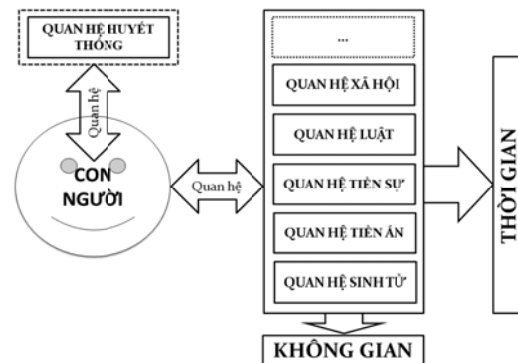 QUAN HỆ HUYẾT
THỐNG
Quan hệ
CON
NGƯỜI
Quan hệ
...
QUAN HỆ XÃ HỘI
QUAN HỆ LUẬT
QUAN HỆ TIỀN SỰ
QUAN HỆ TIỀN ÁN
QUAN HỆ SINH TỬ
THỜI GIAN
KHÔNG GIAN